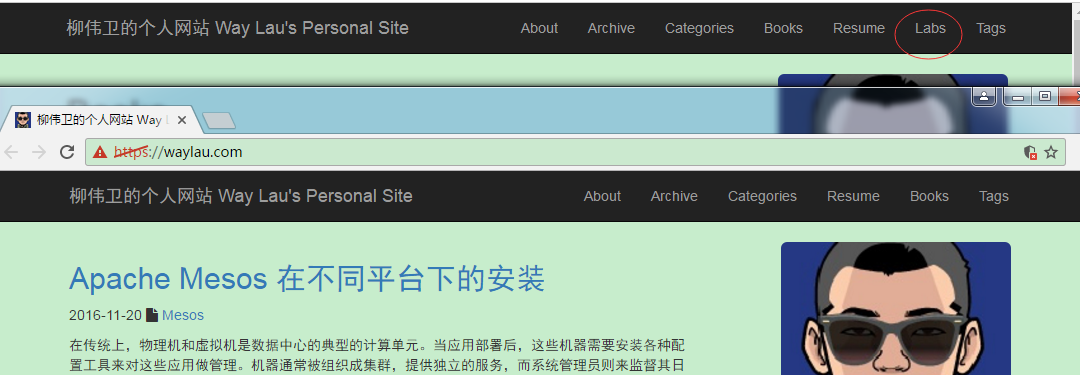 柳伟卫的个人网站 Way Lau's Personal Site About Archive Categories Books Resume Labs Tags
柳伟卫的个人网站 Way L
https://waylau.com
柳伟卫的个人网站 Way Lau's Personal Site About Archive Categories Resume Books Tags
Apache Mesos 在不同平台下的安装
2016-11-20 Mesos
在传统上，物理机和虚拟机是数据中心的典型的计算单元。当应用部署后，这些机器需要安装各种配
置工具来对这些应用做管理。机器通常被组织成集群，提供独立的服务，而系统管理员则来监督其日